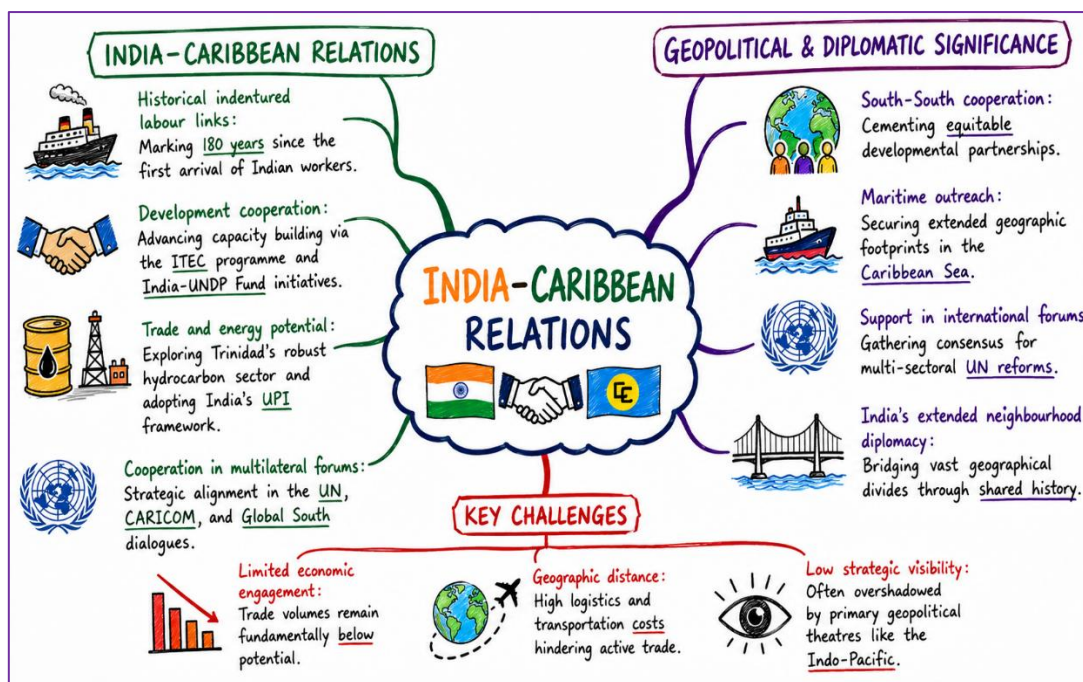 INDIA-CARIBBEAN RELATIONS
Historical indentured
labour links:
Marking 180 years since the
first arrival of Indian workers.
Development cooperation:
Advancing capacity building via
the ITEC programme and
India-UNDP Fund initiatives.
Trade and energy potential:
Exploring Trinidad's robust
hydrocarbon sector and
adopting India's UPI
framework.
Cooperation in multilateral forums:
Strategic alignment in the UN,
CARICOM, and Global South
dialogues.
INDIA-CARIBBEAN
RELATIONS
CC
GEOPOLITICAL & DIPLOMATIC SIGNIFICANCE
South-South cooperation:
Cementing equitable
developmental partnerships.
Maritime outreach:
Securing extended geographic
footprints in the
Caribbean Sea.
Support in international forums:
Gathering consensus for
multi-sectoral UN reforms.
India's extended neighbourhood
diplomacy:
Bridging vast geographical
divides through shared history.
KEY CHALLENGES
Limited economic
engagement:
Trade volumes remain
fundamentally below
potential.
Geographic distance:
High logistics and
transportation costs
hindering active trade.
Low strategic visibility:
Often overshadowed
by primary geopolitical
theatres like the
Indo-Pacific.